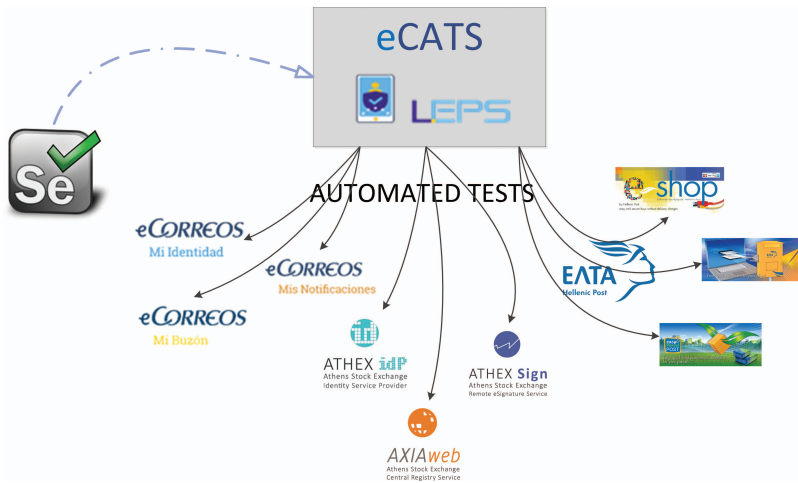 eCATS
LEPS
Se
AUTOMATED TESTS
shop
eCORREOS
Mi Identidad
eCORREOS
Mis Notificaciones
ΕΛΤΑ
Hellenic Post
eCORREOS
Mi Buzón
ATHEX idP
Athens Stock Exchange
Identity Service Provider
ATHEX Sign
Athens Stock Exchange
Remote eSignature Service
AXIAweb
Athens Stock Exchange
Central Registry Service